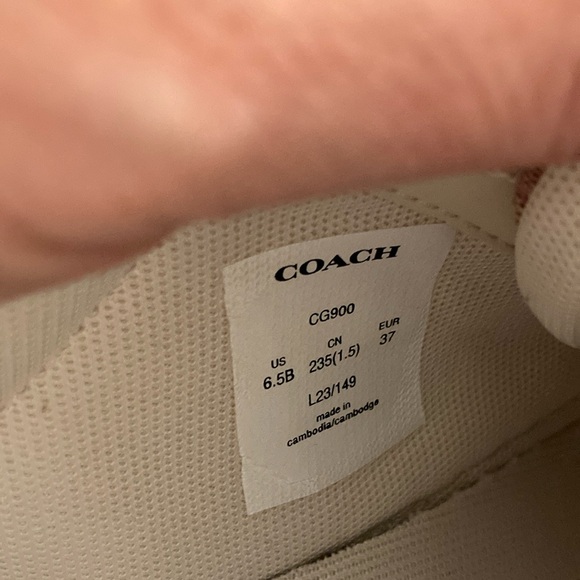 COACH
CG900
US CN EUR
6.5B 235(1.5) 37
L23/149
made in
cambodia/cambodge